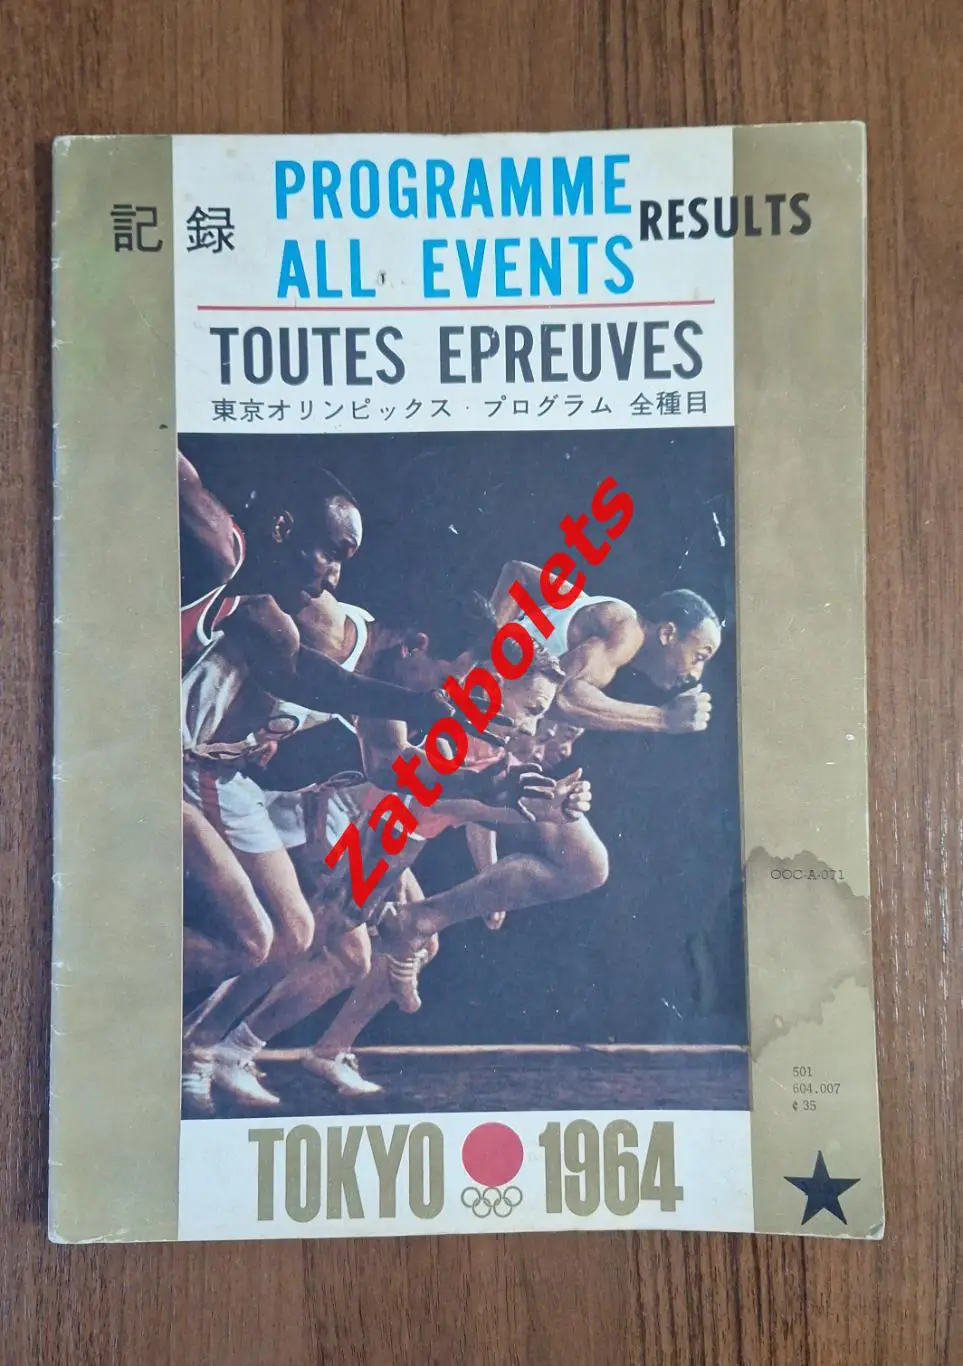 記録
PROGRAMME
ALL EVENTS
RESULTS
TOUTES EPREUVES
東京オリンピックス・プログラム 全種目
Zatobolets
OOC-A-071
501
604.007
¢ 35
TOKYO 1964